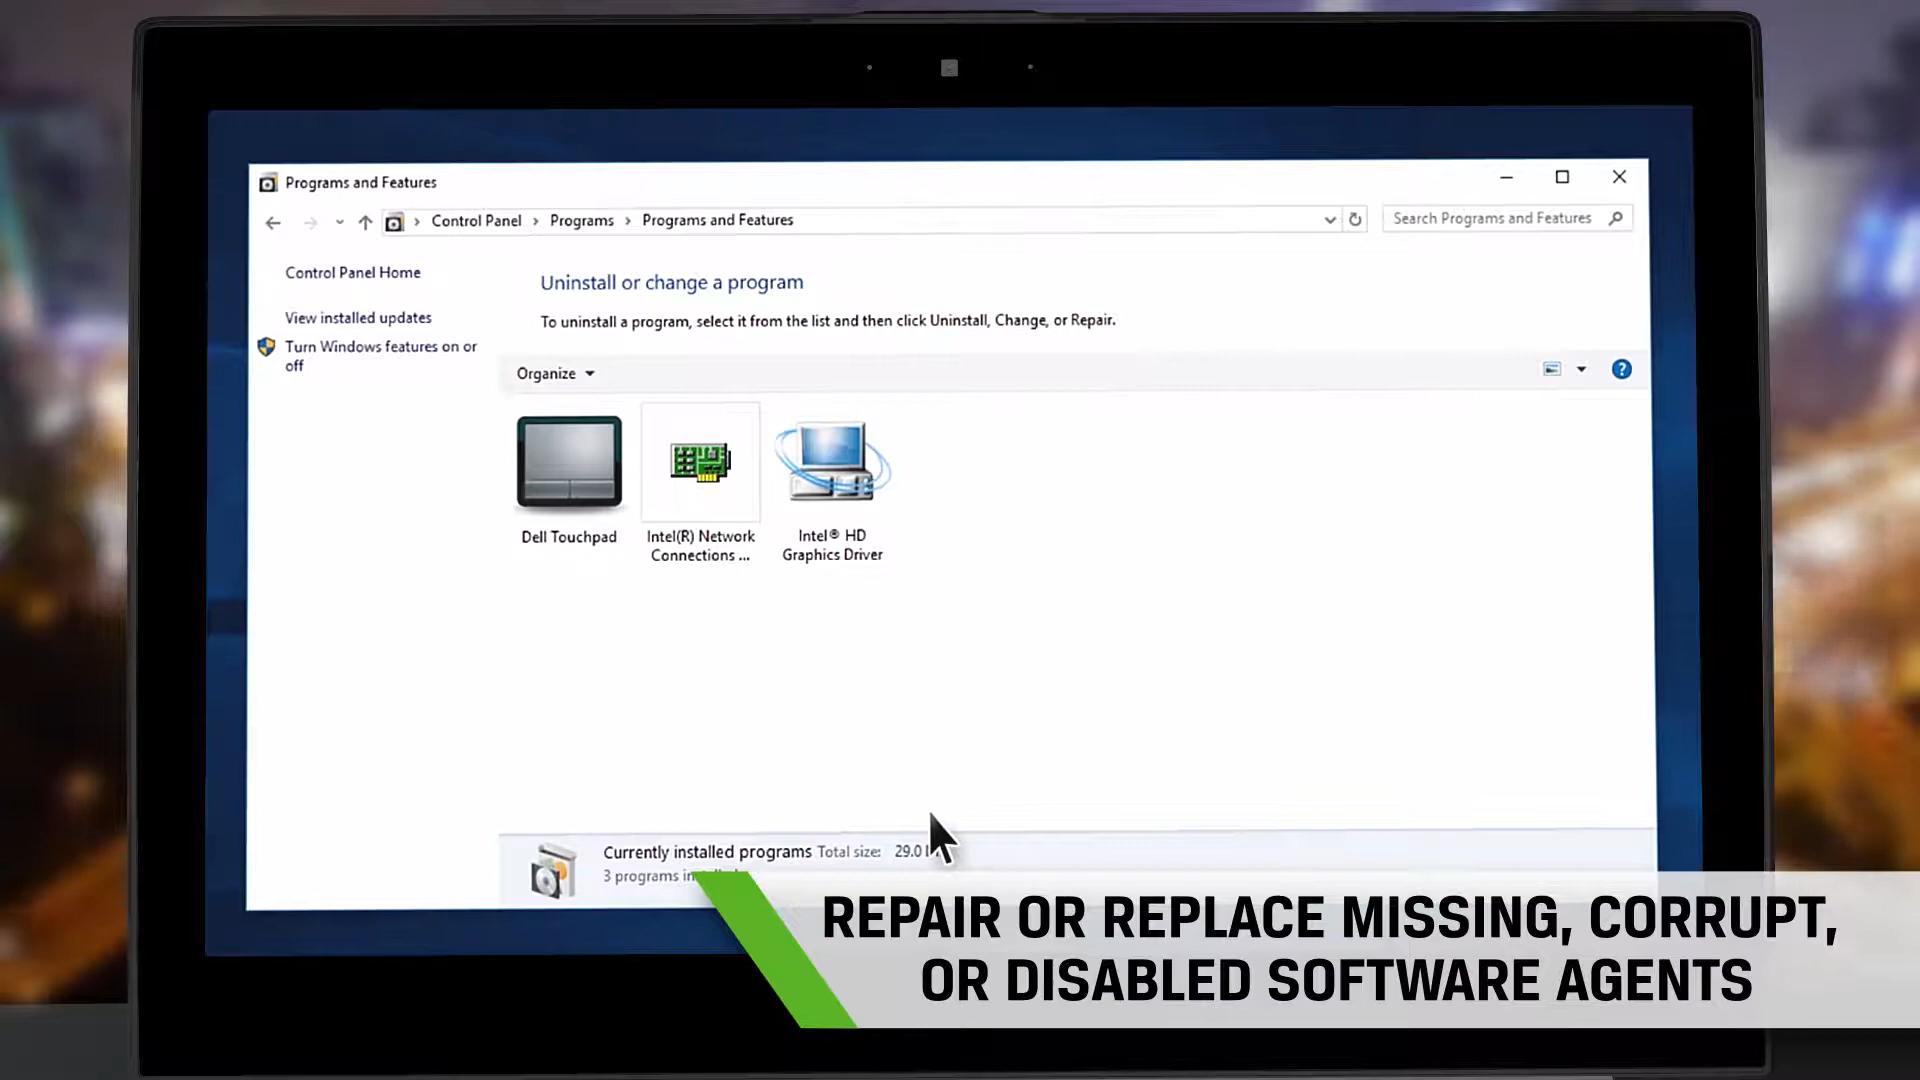 Programs and Features
Control Panel
Programs
Programs and Features
Search Programs and Features
Control Panel Home
View installed updates
Turn Windows features on or
off
Uninstall or change a program
To uninstall a program, select it from the list and then click Uninstall, Change, or Repair.
Organize
?
Dell Touchpad
Intel(R) Network
Connections ...
Intel® HD
Graphics Driver
Currently installed programs Total size: 29.0
3 programs
REPAIR OR REPLACE MISSING, CORRUPT,
OR DISABLED SOFTWARE AGENTS